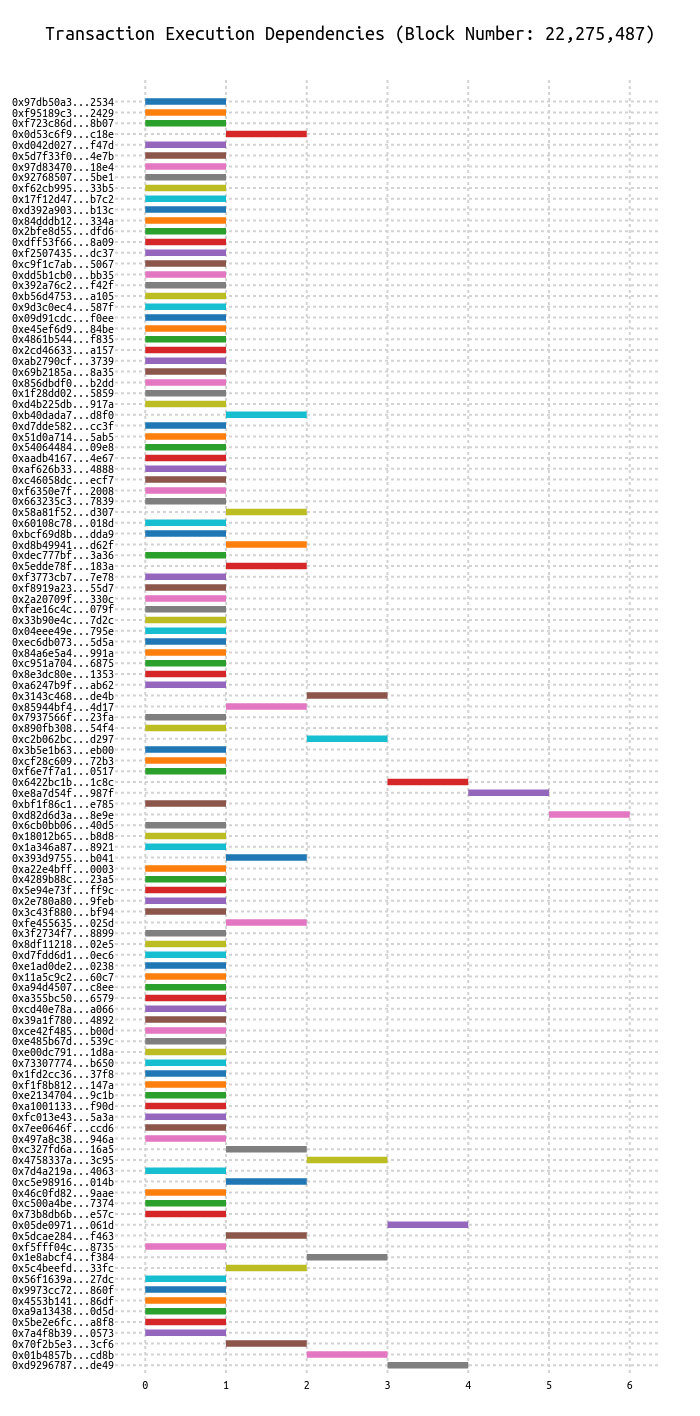 Transaction Execution Dependencies (Block Number: 22,275,487)
0x97db50a3...2534
0xf95189c3...2429
0xf723c86d...8b07
0x0d53c6f9...c18e
0xd042d027...f47d
0x5d7f33f0...4e7b
0x97d83470...18e4
0x92768507...5be1
0xf62cb995...33b5
0x17f12d47...b7c2
0xd392a903...b13c
0x84dddb12...334a
0x2bfe8d55...dfd6
0xdff53f66...8a09
0xf2507435...dc37
0xc9f1c7ab...5067
0xdd5b1cb0...bb35
0x392a76c2...f42f
0xb56d4753...a105
0x9d3c0ec4...587f
0x09d91cdc...f0ee
0xe45ef6d9...84be
0x4861b544...f835
0x2cd46633...a157
0xab2790cf...3739
0x69b2185a...8a35
0x856dbdf0...b2dd
0x1f28dd02...5859
0xd4b225db...917a
0xb40dada7...d8f0
0xd7dde582...cc3f
0x51d0a714...5ab5
0x54064484...09e8
0xaadb4167...4e67
0xaf626b33...4888
0xc46058dc...ecf7
0xf6350e7f...2008
0x663235c3...7839
0x58a81f52...d307
0x60108c78...018d
0xbcf69d8b...dda9
0xd8b49941...d62f
0xdec777bf...3a36
0x5edde78f...183a
0xf3773cb7...7e78
0xf8919a23...55d7
0x2a20709f...330c
0xfae16c4c...079f
0x33b90e4c...7d2c
0x04eee49e...795e
0xec6db073...5d5a
0x84a6e5a4...991a
0xc951a704...6875
0x8e3dc80e...1353
0xa6247b9f...ab62
0x3143c468...de4b
0x85944bf4...4d17
0x7937566f...23fa
0x890fb308...54f4
0xc2b062bc...d297
0x3b5e1b63...eb00
0xcf28c609...72b3
0xf6e7f7a1...0517
0x6422bc1b...1c8c
0xe8a7d54f...987f
0xbf1f86c1...e785
0xd82d6d3a...8e9e
0x6cb0bb06...40d5
0x18012b65...b8d8
0x1a346a87...8921
0x393d9755...b041
0xa22e4bff...0003
0x4289b88c...23a5
0x5e94e73f...ff9c
0x2e780a80...9feb
0x3c43f880...bf94
0xfe455635...025d
0x3f2734f7...8899
0x8df11218...02e5
0xd7fdd6d1...0ec6
0xe1ad0de2...0238
0x11a5c9c2...60c7
0xa94d4507...c8ee
0xa355bc50...6579
0xcd40e78a...a066
0x39a1f780...4892
0xce42f485...b00d
0xe485b67d...539c
0xe00dc791...1d8a
0x73307774...b650
0x1fd2cc36...37f8
0xf1f8b812...147a
0xe2134704...9c1b
0xa1001133...f90d
0xfc013e43...5a3a
0x7ee0646f...ccd6
0x497a8c38...946a
0xc327fd6a...16a5
0x4758337a...3c95
0x7d4a219a...4063
0xc5e98916...014b
0x46c0fd82...9aae
0xc500a4be...7374
0x73b8db6b...e57c
0x05de0971...061d
0x5dcae284...f463
0xf5fff04c...8735
0x1e8abcf4...f384
0x5c4beefd...33fc
0x56f1639a...27dc
0x9973cc72...860f
0x4553b141...86df
0xa9a13438...0d5d
0x5be2e6fc...a8f8
0x7a4f8b39...0573
0x70f2b5e3...3cf6
0x01b4857b...cd8b
0xd9296787...de49
0 1 2 3 4 5 6